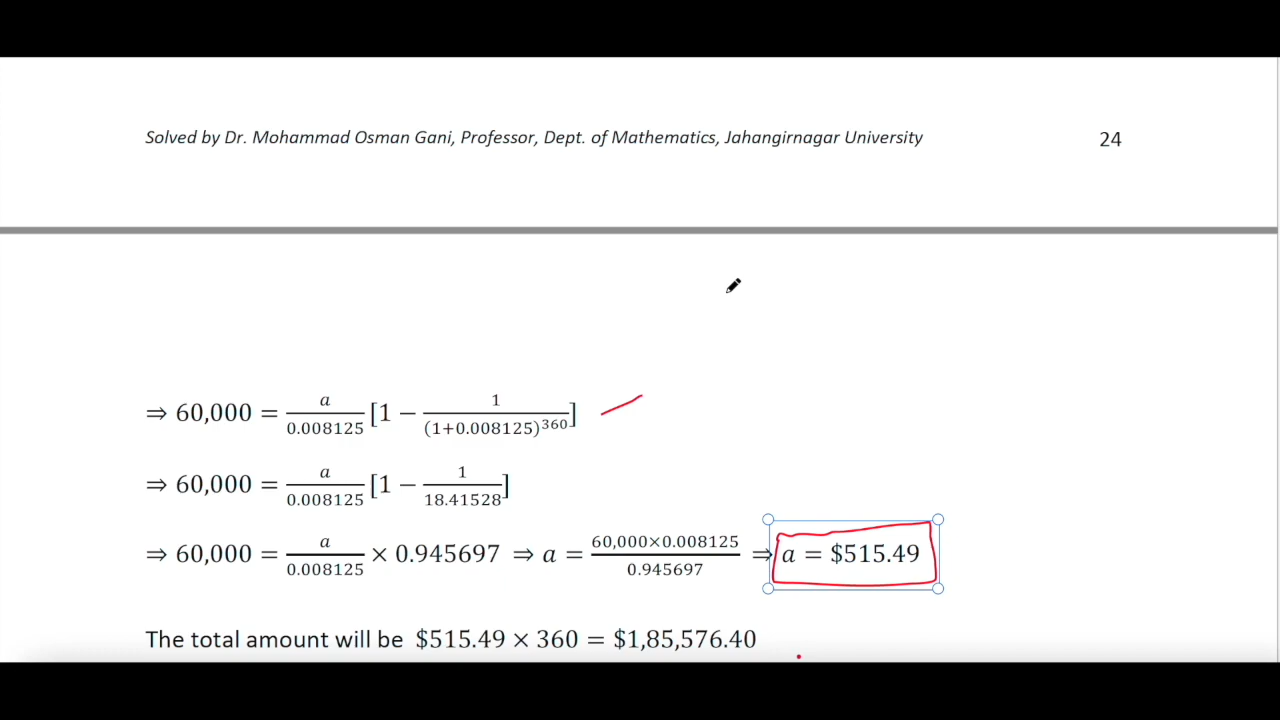 Solved by Dr. Mohammad Osman Gani, Professor, Dept. of Mathematics, Jahangirnagar University 24
⇒ 60,000 = a/0.008125 [1 − 1/(1+0.008125)^360]
⇒ 60,000 = a/0.008125 [1 − 1/18.41528]
⇒ 60,000 = a/0.008125 × 0.945697 ⇒ a = 60,000×0.008125/0.945697 ⇒ a = $515.49
The total amount will be $515.49 × 360 = $1,85,576.40